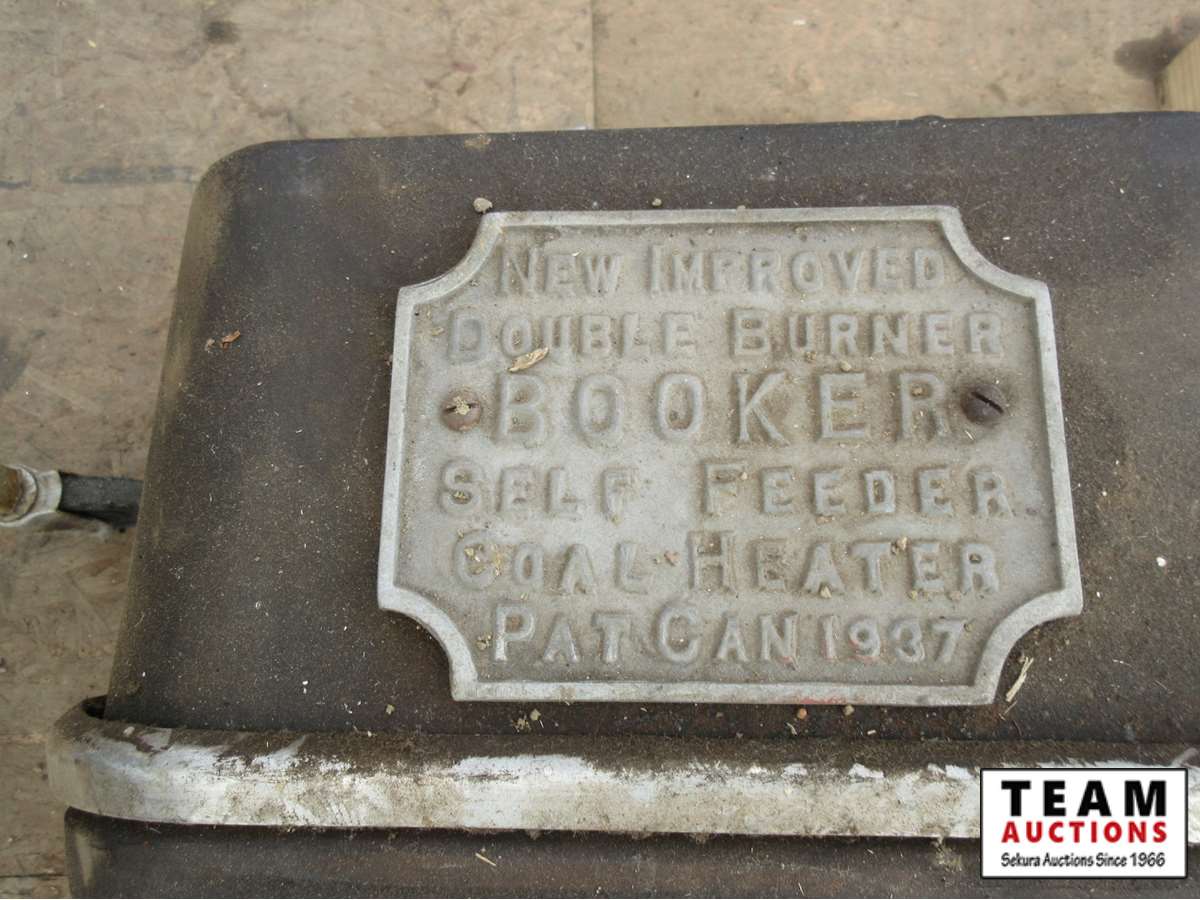 NEW IMPROVED
DOUBLE BURNER
BOOKER
SELF FEEDER
COAL HEATER
PAT CAN 1937
TEAM
AUCTIONS
Sekura Auctions Since 1966